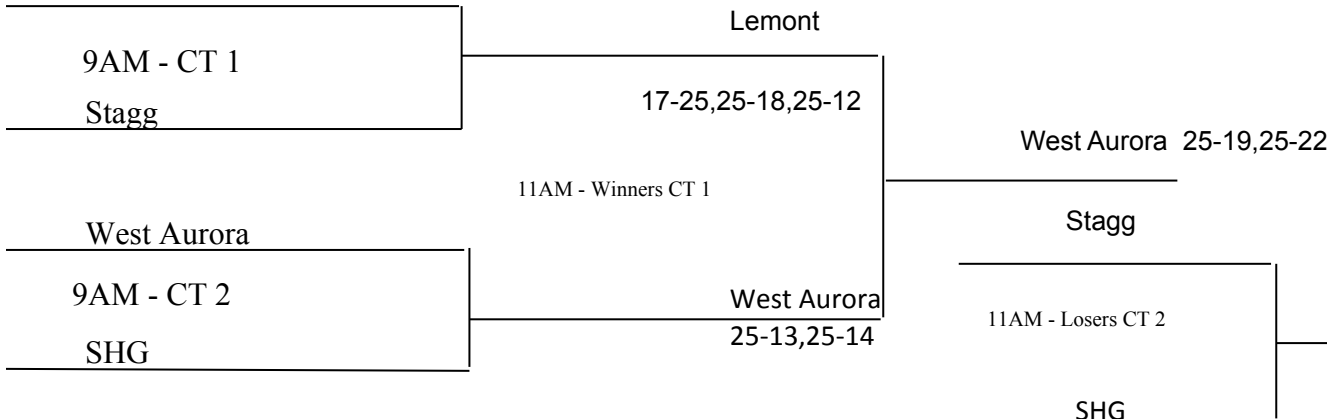 Lemont
9AM - CT 1
17-25,25-18,25-12
Stagg
West Aurora 25-19,25-22
11AM - Winners CT 1
Stagg
West Aurora
9AM - CT 2
West Aurora
25-13,25-14
11AM - Losers CT 2
SHG
SHG